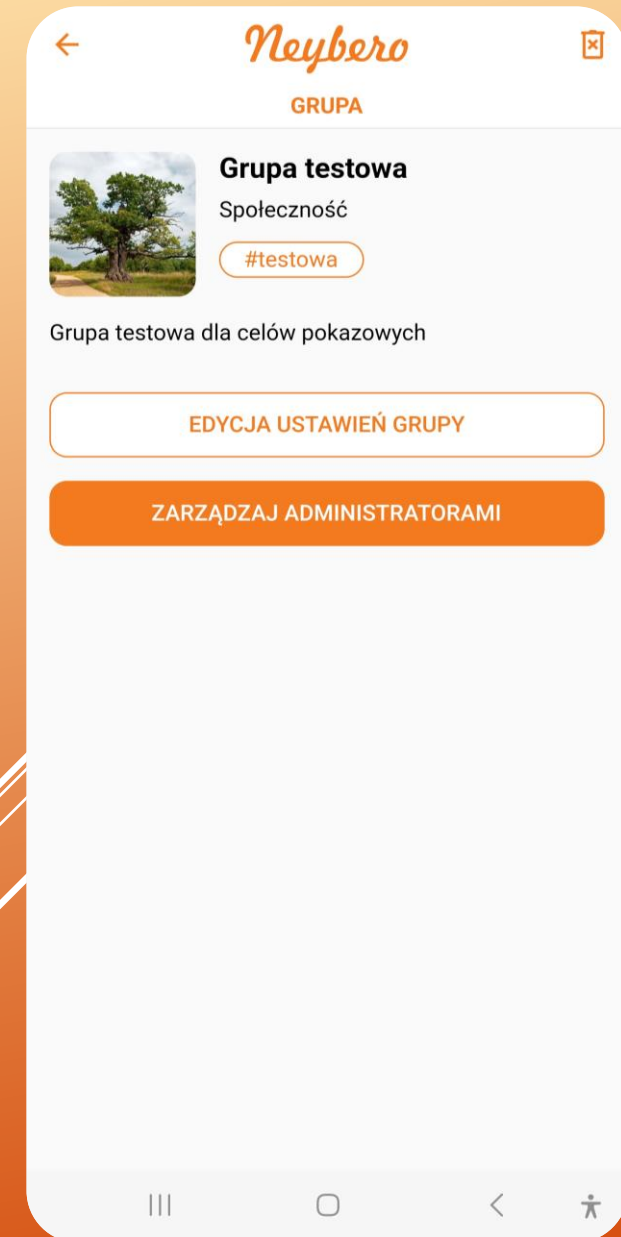 Neybero
GRUPA
Grupa testowa
Społeczność
#testowa
Grupa testowa dla celów pokazowych
EDYCJA USTAWIEŃ GRUPY
ZARZĄDZAJ ADMINISTRATORAMI